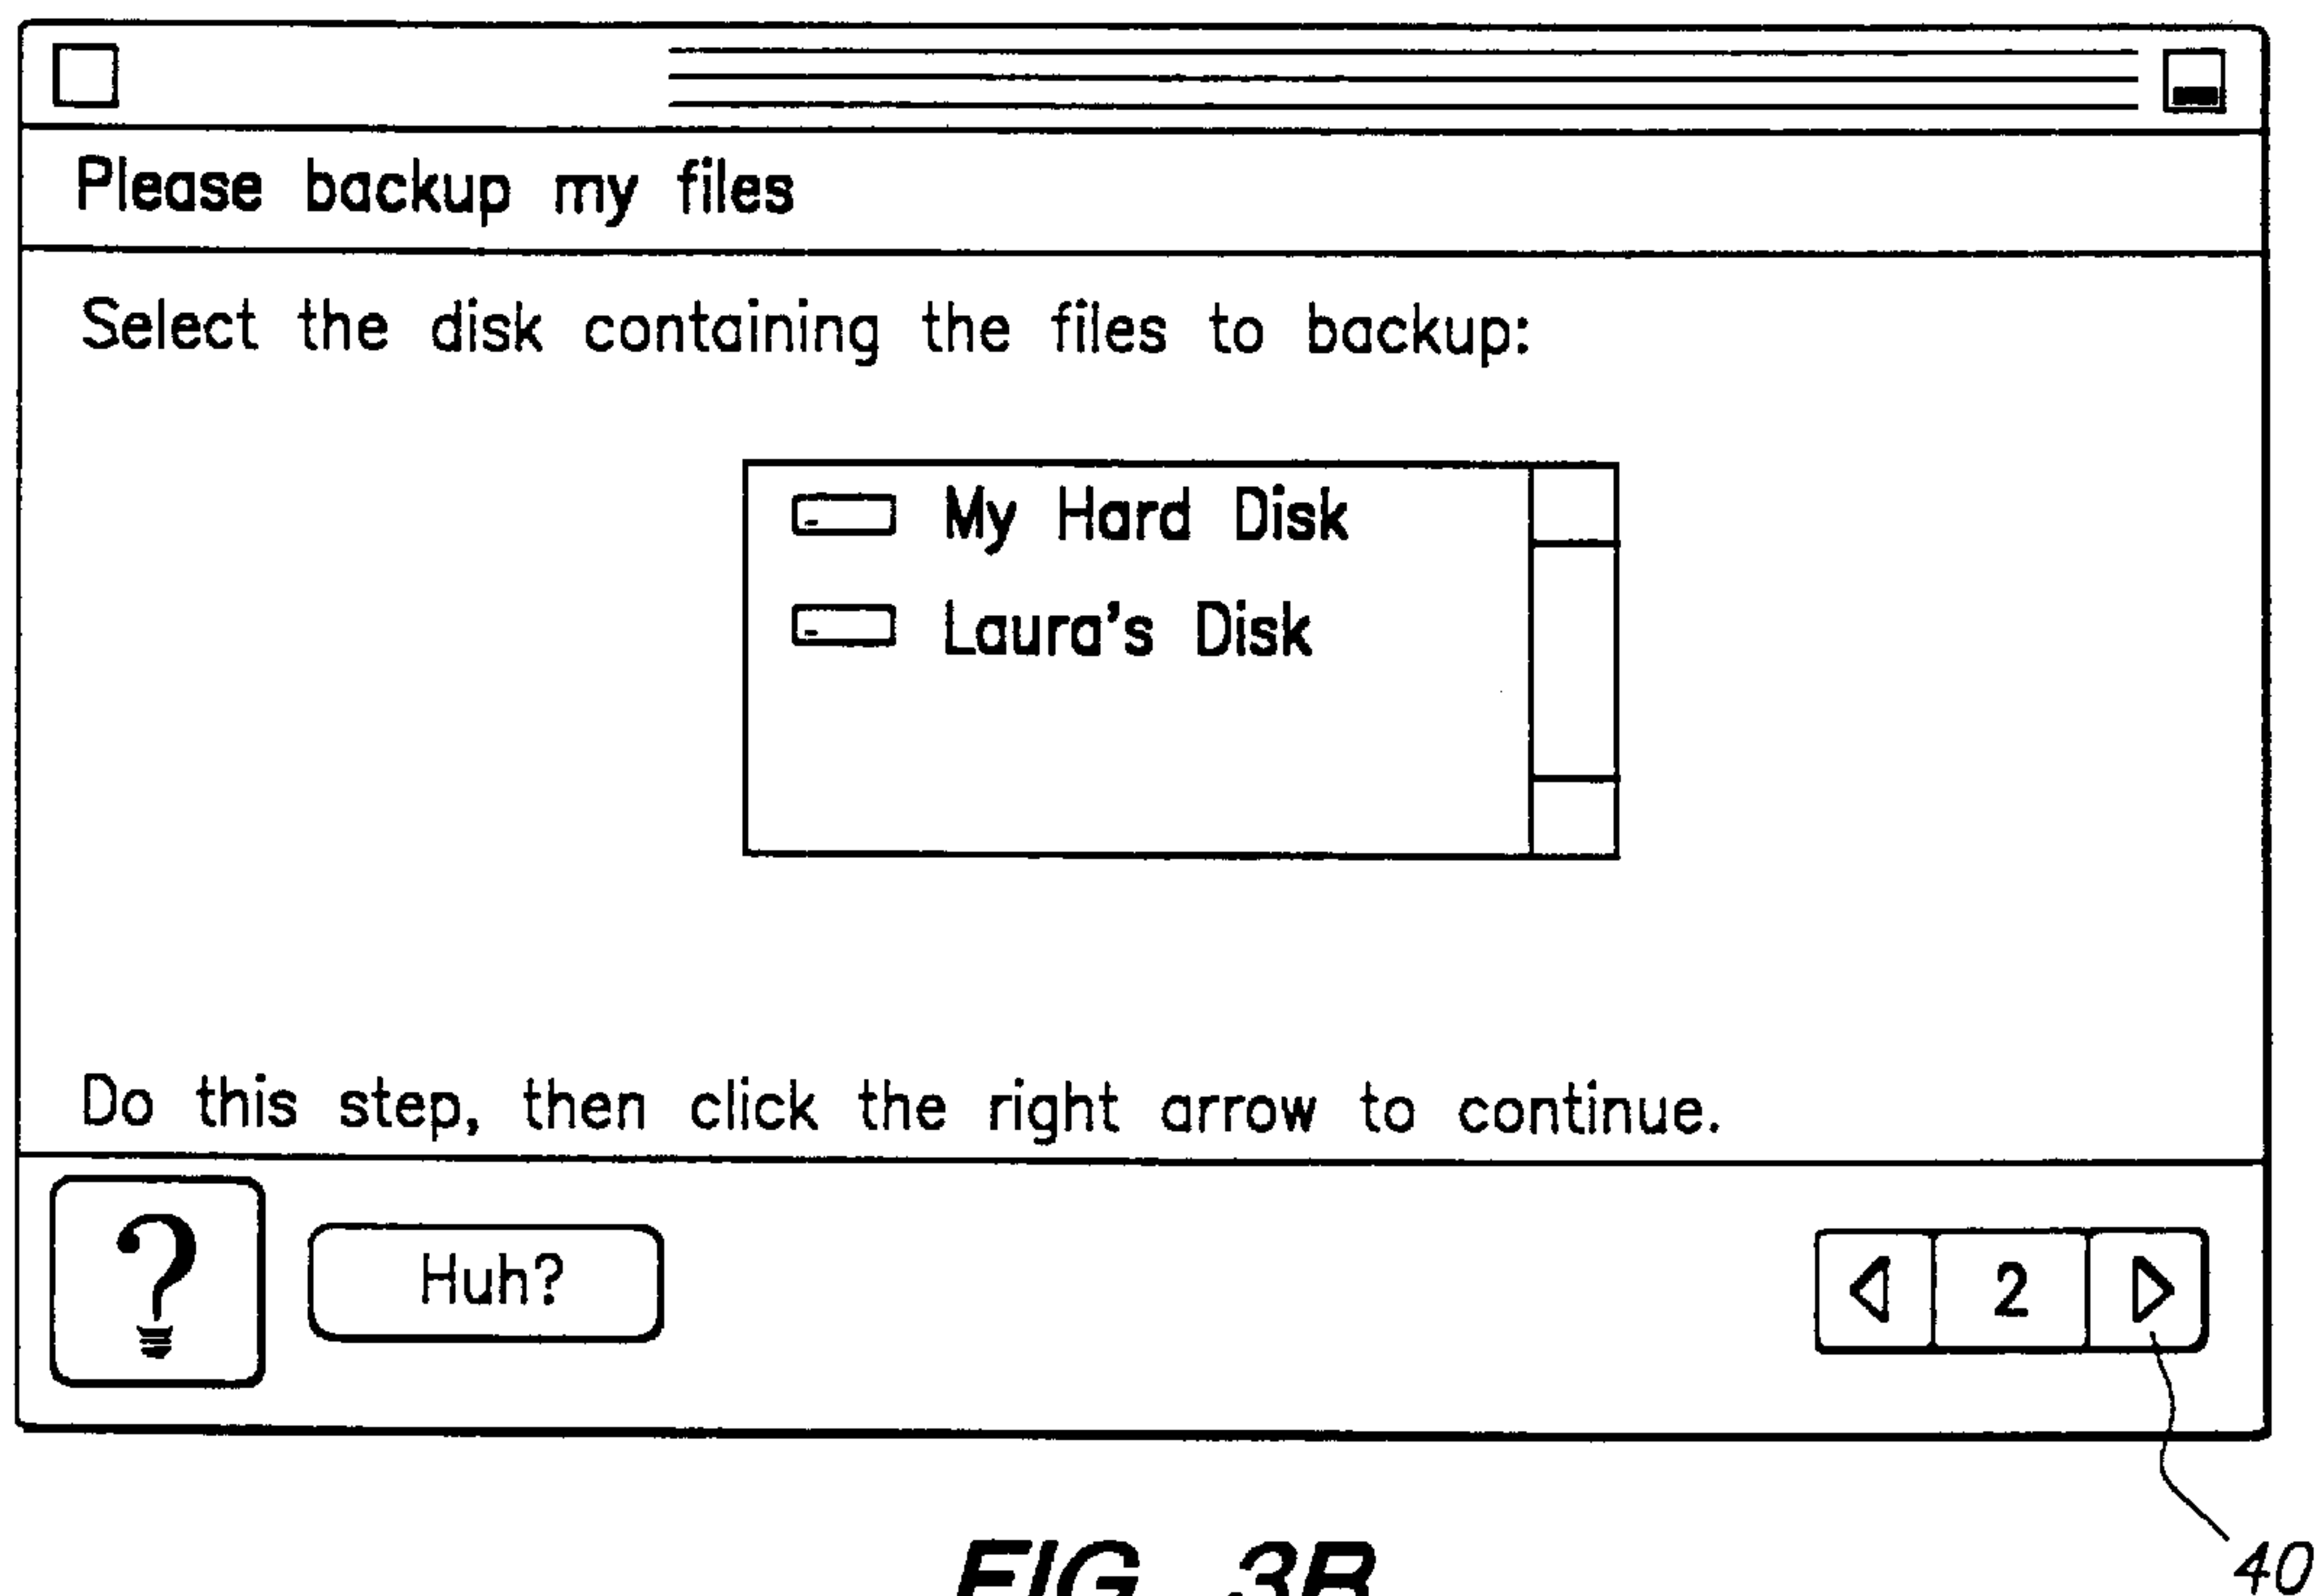 Please backup my files
Select the disk containing the files to backup:
My Hard Disk
Laura's Disk
Do this step, then click the right arrow to continue.
? Huh? 2
40
FIG. 3B